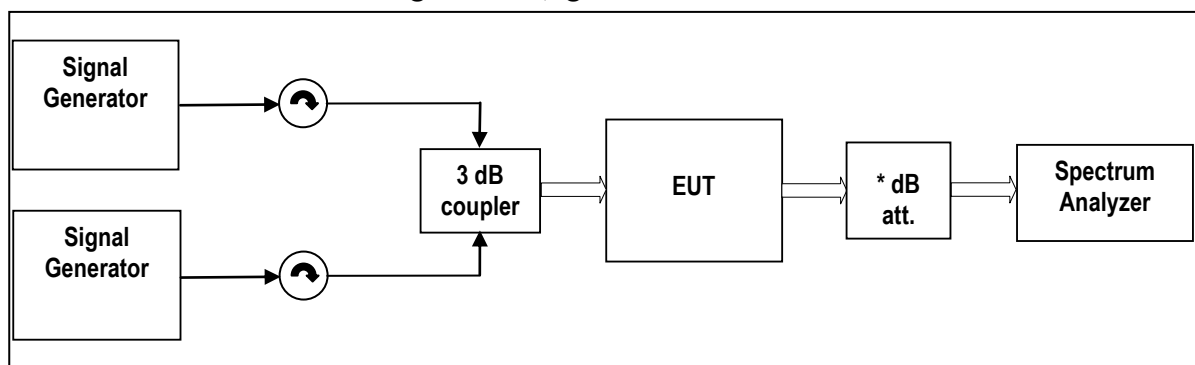 Signal
Generator
3 dB
coupler
EUT
* dB
att.
Spectrum
Analyzer
Signal
Generator